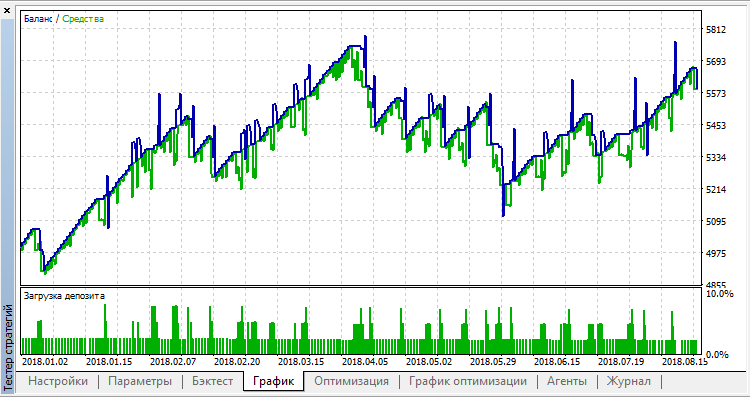 Баланс / Средства
5812
5693
5573
5453
5334
5214
5095
4975
4855
Загрузка депозита
10.0%
0.0%
2018.01.02 2018.01.15 2018.02.07 2018.02.20 2018.03.15 2018.04.05 2018.05.02 2018.05.29 2018.06.15 2018.07.19 2018.08.15
Тестер стратегий
Настройки Параметры Бэктест График Оптимизация График оптимизации Агенты Журнал